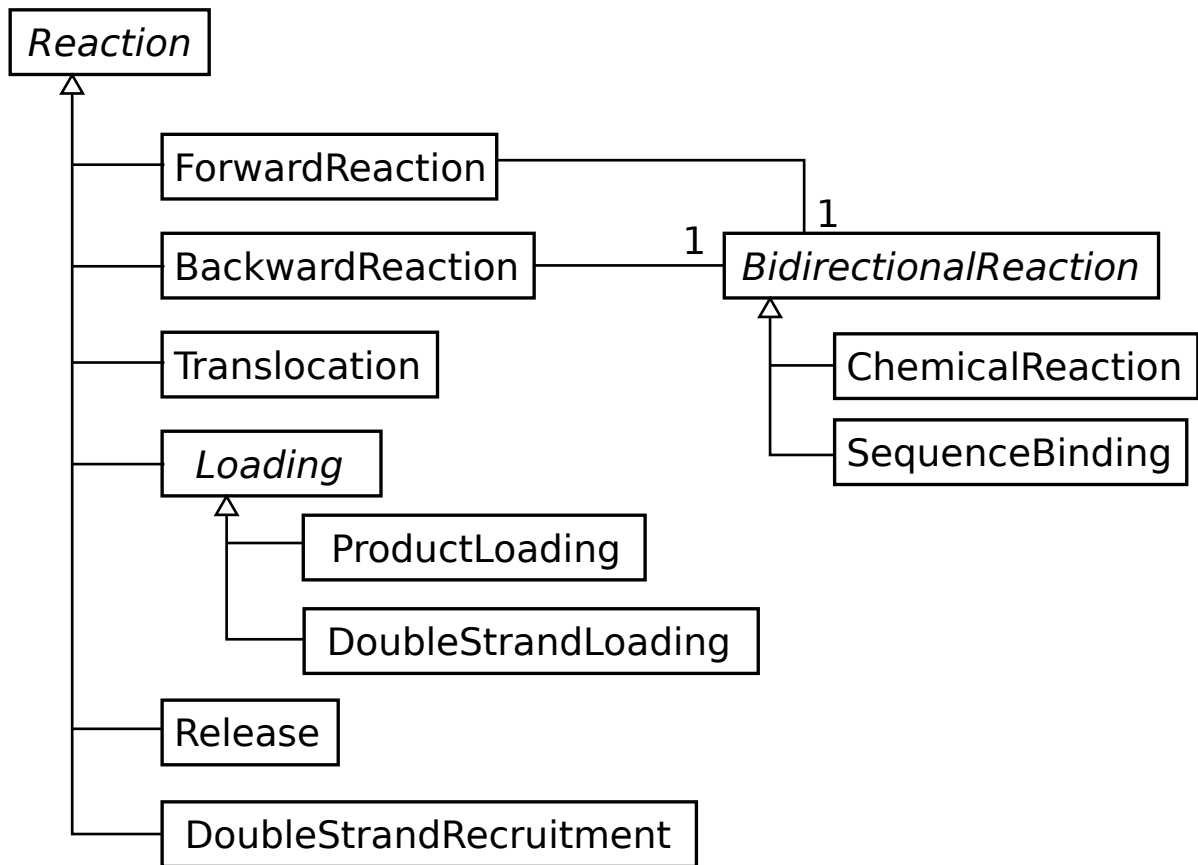 Reaction
ForwardReaction
1
BackwardReaction
1
BidirectionalReaction
Translocation
ChemicalReaction
Loading
SequenceBinding
ProductLoading
DoubleStrandLoading
Release
DoubleStrandRecruitment